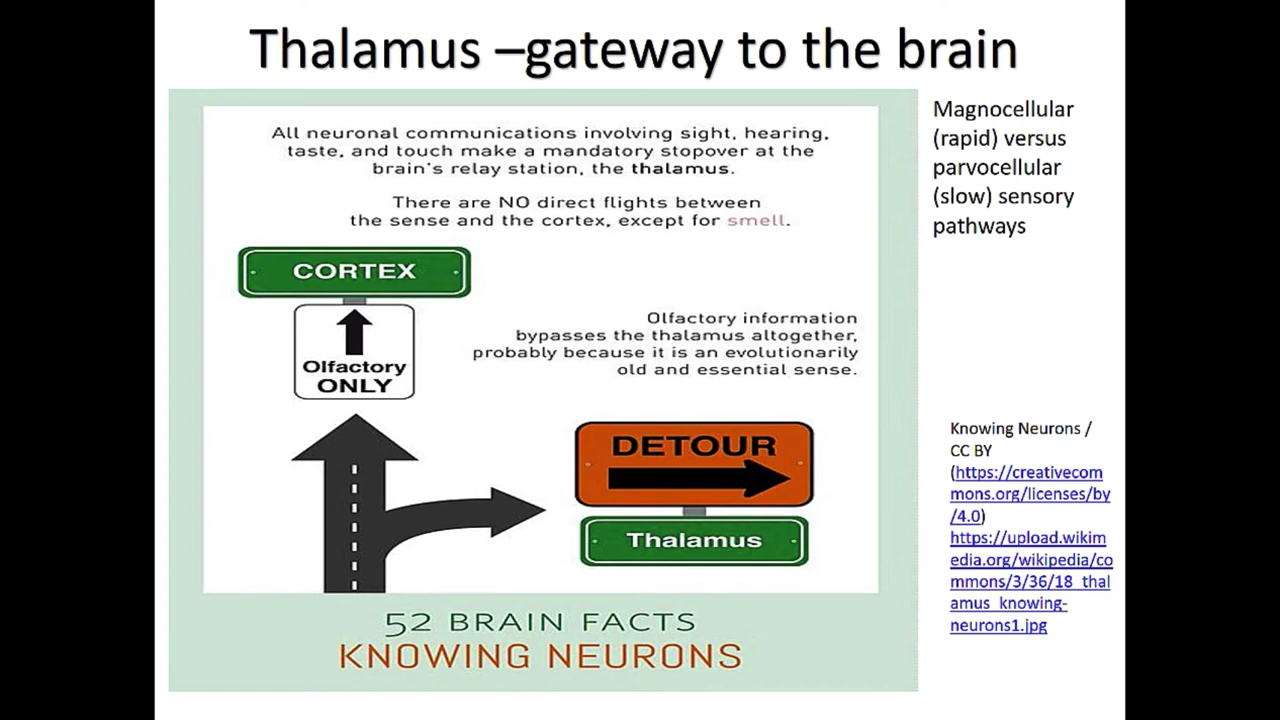 Thalamus –gateway to the brain
All neuronal communications involving sight, hearing,
taste, and touch make a mandatory stopover at the
brain's relay station, the thalamus.
There are NO direct flights between
the sense and the cortex, except for smell.
CORTEX
Olfactory
ONLY
Olfactory information
bypasses the thalamus altogether,
probably because it is an evolutionarily
old and essential sense.
DETOUR
Thalamus
52 BRAIN FACTS
KNOWING NEURONS
Magnocellular
(rapid) versus
parvocellular
(slow) sensory
pathways
Knowing Neurons /
CC BY
(https://creativecom
mons.org/licenses/by
/4.0)
https://upload.wikim
edia.org/wikipedia/co
mmons/3/36/18_thal
amus_knowing-
neurons1.jpg